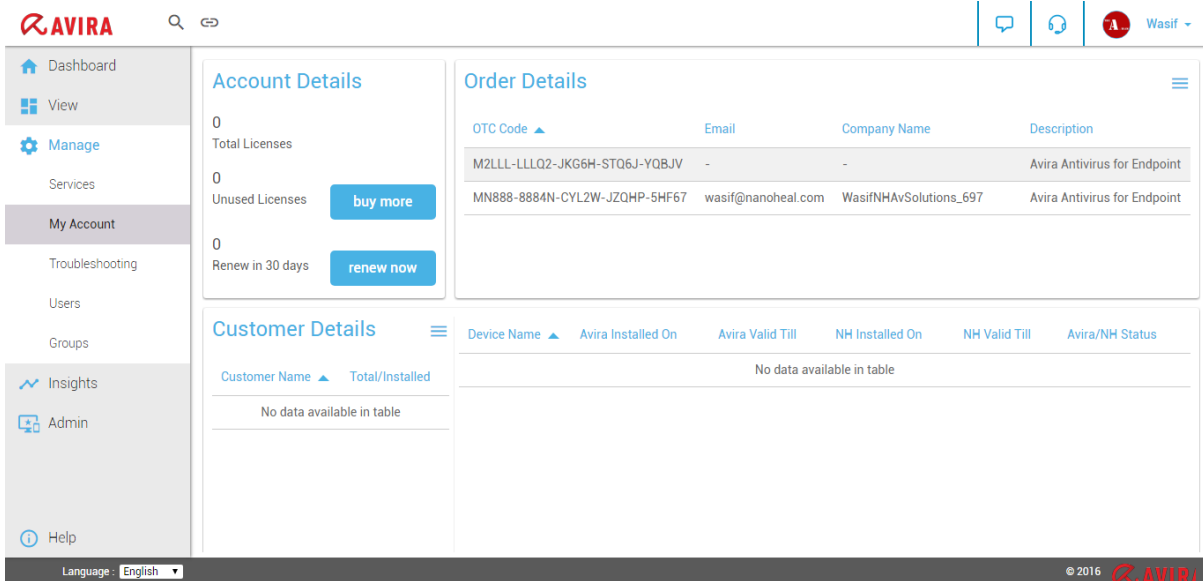 AVIRA
Wasif
Dashboard
View
Manage
Services
My Account
Troubleshooting
Users
Groups
Insights
Admin
Help
Account Details
0
Total Licenses
0
Unused Licenses
buy more
0
Renew in 30 days
renew now
Order Details
OTC Code Email Company Name Description
M2LLL-LLLQ2-JKG6H-STQ6J-YQBJV - - Avira Antivirus for Endpoint
MN888-8884N-CYL2W-JZQHP-5HF67 wasif@nanoheal.com WasifNHAvSolutions_697 Avira Antivirus for Endpoint
Customer Details
Customer Name Total/Installed
No data available in table
Device Name Avira Installed On Avira Valid Till NH Installed On NH Valid Till Avira/NH Status
No data available in table
Language : English
© 2016 AVIRA